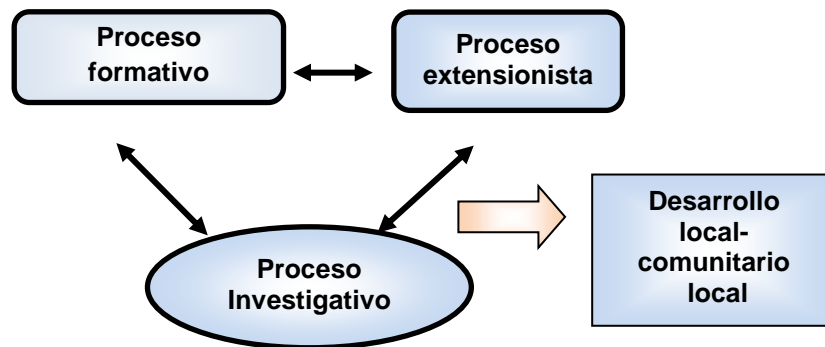 Proceso
formativo
Proceso
extensionista
Proceso
Investigativo
Desarrollo
local-
comunitario
local